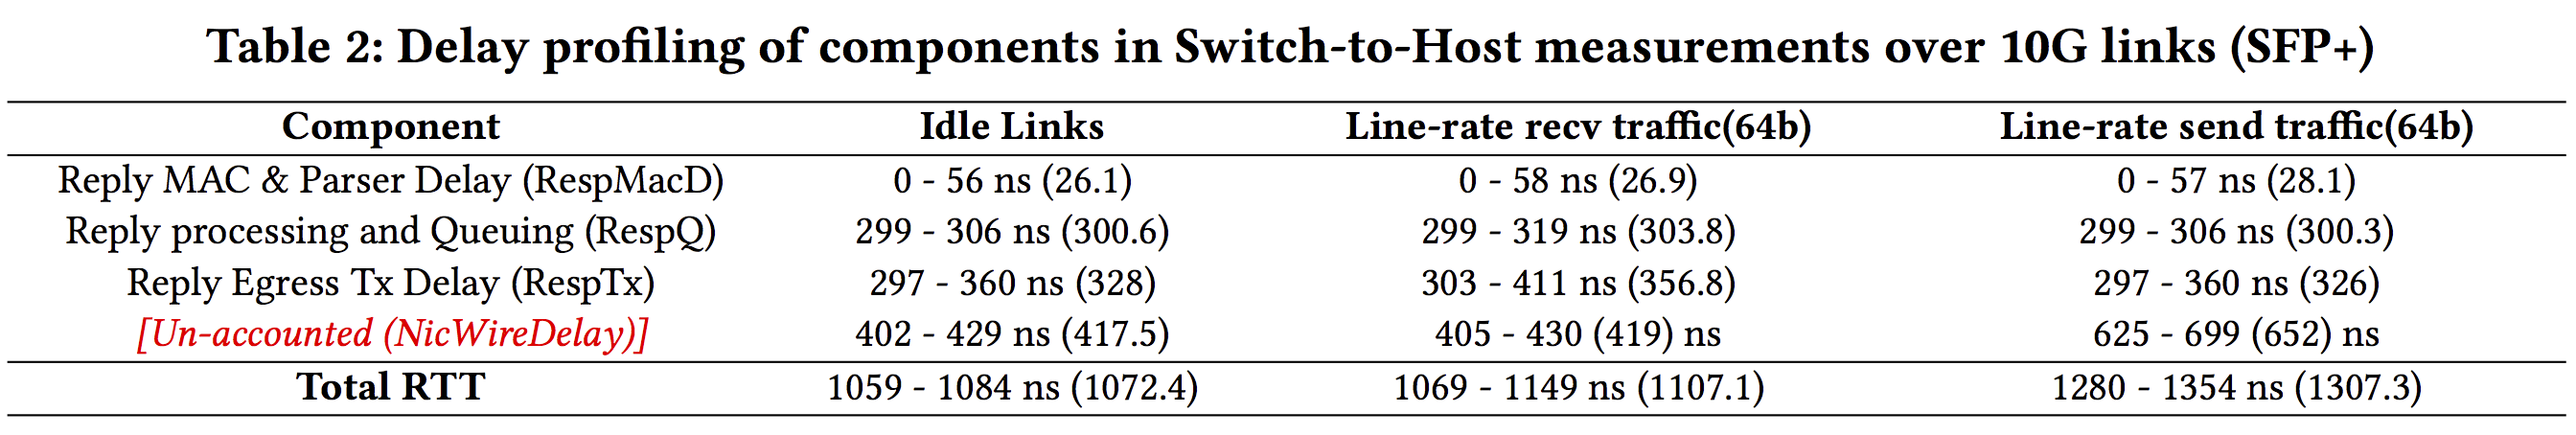 Table 2: Delay profiling of components in Switch-to-Host measurements over 10G links (SFP+)
Component Idle Links Line-rate recv traffic(64b) Line-rate send traffic(64b)
Reply MAC & Parser Delay (RespMacD) 0 - 56 ns (26.1) 0 - 58 ns (26.9) 0 - 57 ns (28.1)
Reply processing and Queuing (RespQ) 299 - 306 ns (300.6) 299 - 319 ns (303.8) 299 - 306 ns (300.3)
Reply Egress Tx Delay (RespTx) 297 - 360 ns (328) 303 - 411 ns (356.8) 297 - 360 ns (326)
[Un-accounted (NicWireDelay)] 402 - 429 ns (417.5) 405 - 430 (419) ns 625 - 699 (652) ns
Total RTT 1059 - 1084 ns (1072.4) 1069 - 1149 ns (1107.1) 1280 - 1354 ns (1307.3)